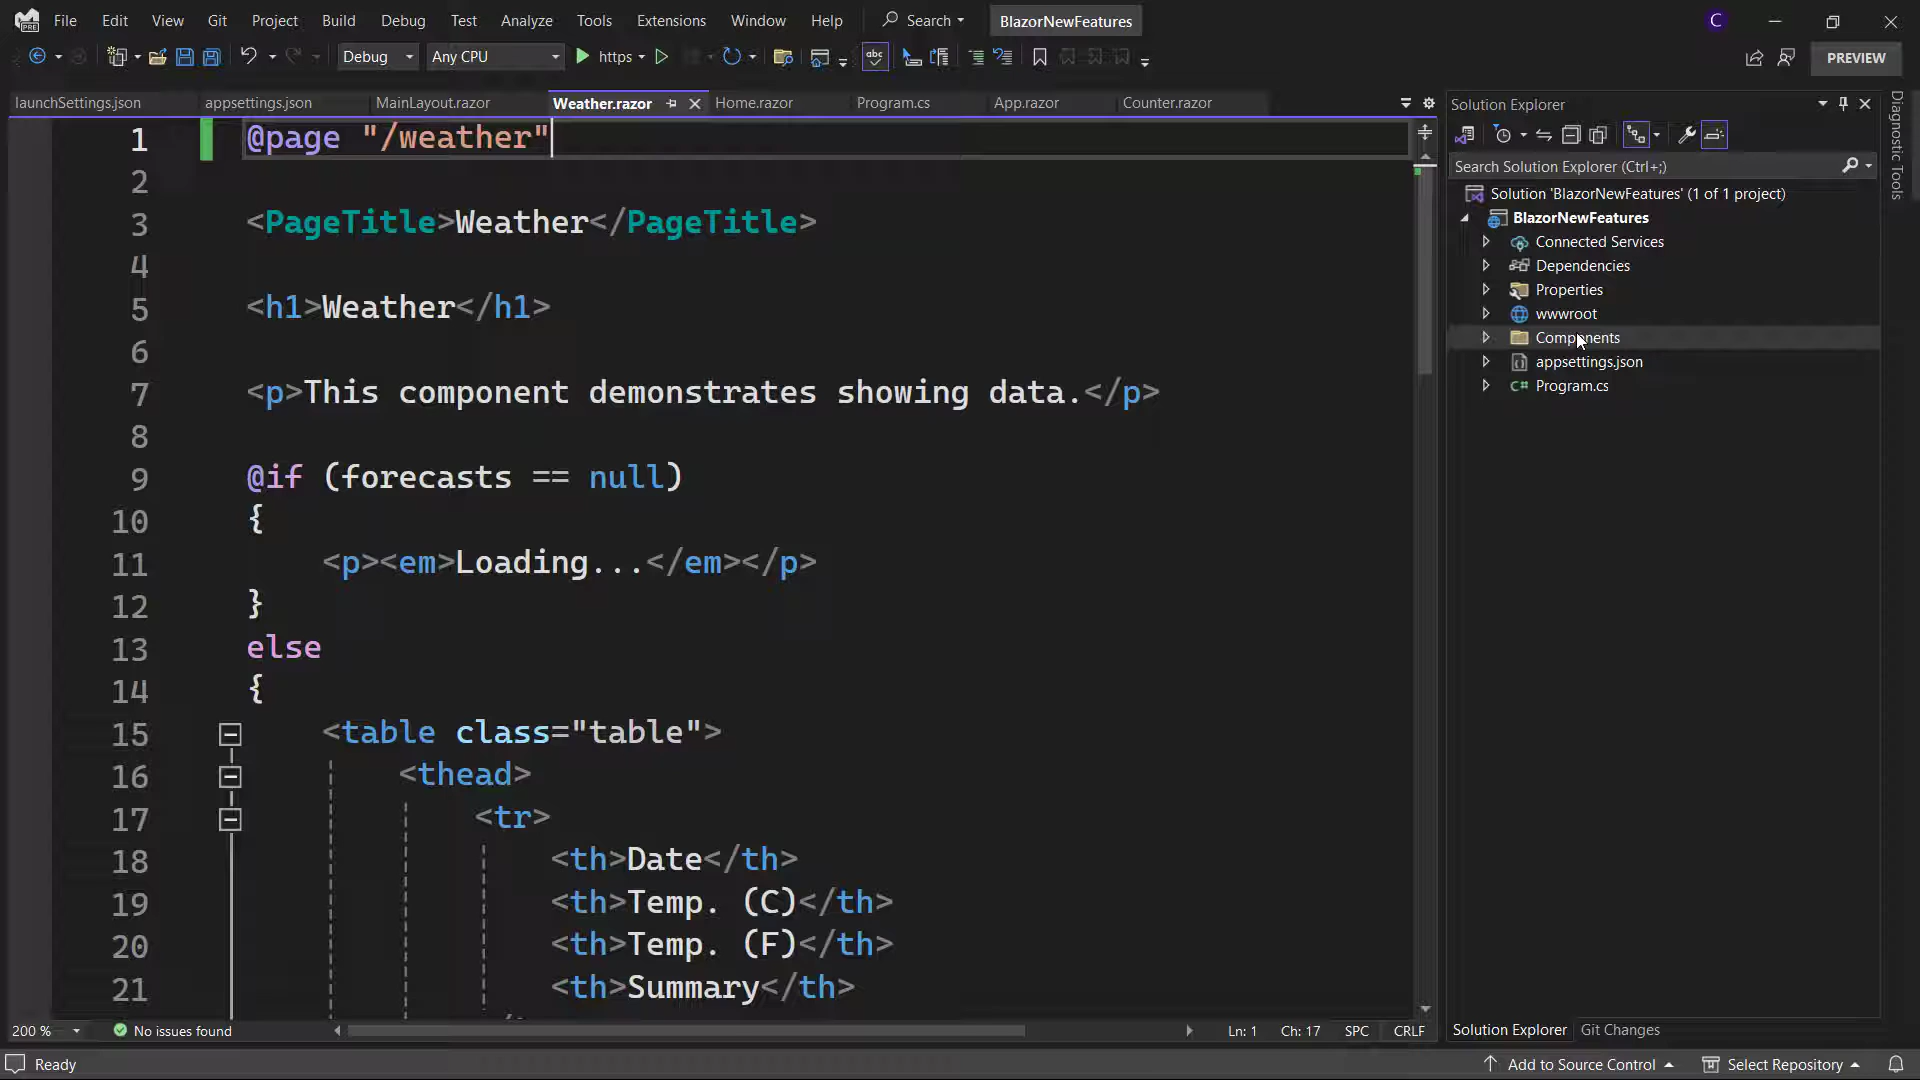 File Edit View Git Project Build Debug Test Analyze Tools Extensions Window Help Search BlazorNewFeatures C
Debug Any CPU https abc PREVIEW
launchSettings.json appsettings.json MainLayout.razor Weather.razor Home.razor Program.cs App.razor Counter.razor
1 @page "/weather"
2
3 <PageTitle>Weather</PageTitle>
4
5 <h1>Weather</h1>
6
7 <p>This component demonstrates showing data.</p>
8
9 @if (forecasts == null)
10 {
11 <p><em>Loading...</em></p>
12 }
13 else
14 {
15 <table class="table">
16 <thead>
17 <tr>
18 <th>Date</th>
19 <th>Temp. (C)</th>
20 <th>Temp. (F)</th>
21 <th>Summary</th>
200 % No issues found Ln: 1 Ch: 17 SPC CRLF
Solution Explorer
Search Solution Explorer (Ctrl+;)
Solution 'BlazorNewFeatures' (1 of 1 project)
BlazorNewFeatures
Connected Services
Dependencies
Properties
wwwroot
Components
appsettings.json
C# Program.cs
Solution Explorer Git Changes
Diagnostic Tools
Ready Add to Source Control Select Repository